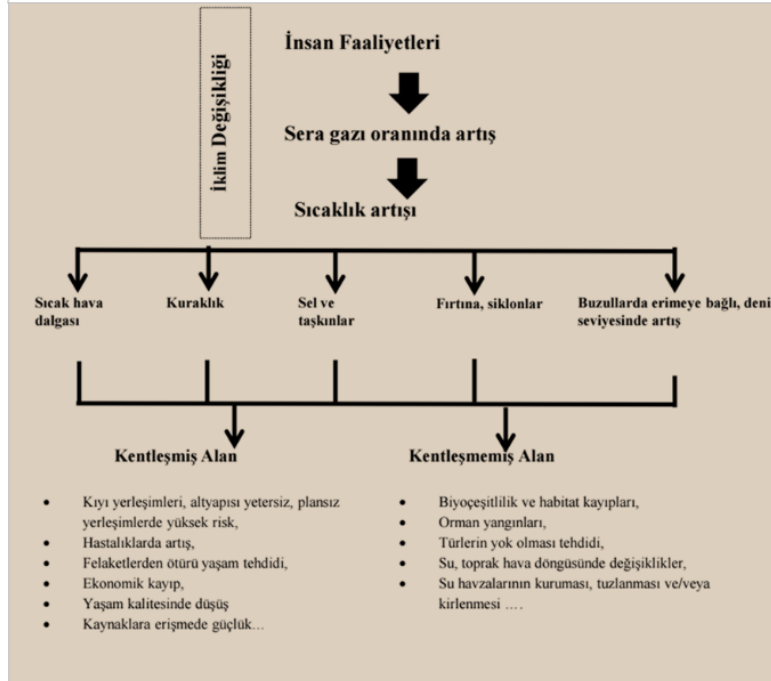 İklim Değişikliği
İnsan Faaliyetleri
Sera gazı oranında artış
Sıcaklık artışı
Sıcak hava
dalgası
Kuraklık
Sel ve
taşkınlar
Fırtına, siklonlar
Buzullarda erimeye bağlı, deni
seviyesinde artış
Kentleşmiş Alan
• Kıyı yerleşimleri, altyapısı yetersiz, plansız
yerleşimlerde yüksek risk,
• Hastalıklarda artış,
• Felaketlerden ötürü yaşam tehdidi,
• Ekonomik kayıp,
• Yaşam kalitesinde düşüş
• Kaynaklara erişmede güçlük…
Kentleşmemiş Alan
• Biyoçeşitlilik ve habitat kayıpları,
• Orman yangınları,
• Türlerin yok olması tehdidi,
• Su, toprak hava döngüsünde değişiklikler,
• Su havzalarının kuruması, tuzlanması ve/veya
kirlenmesi ….